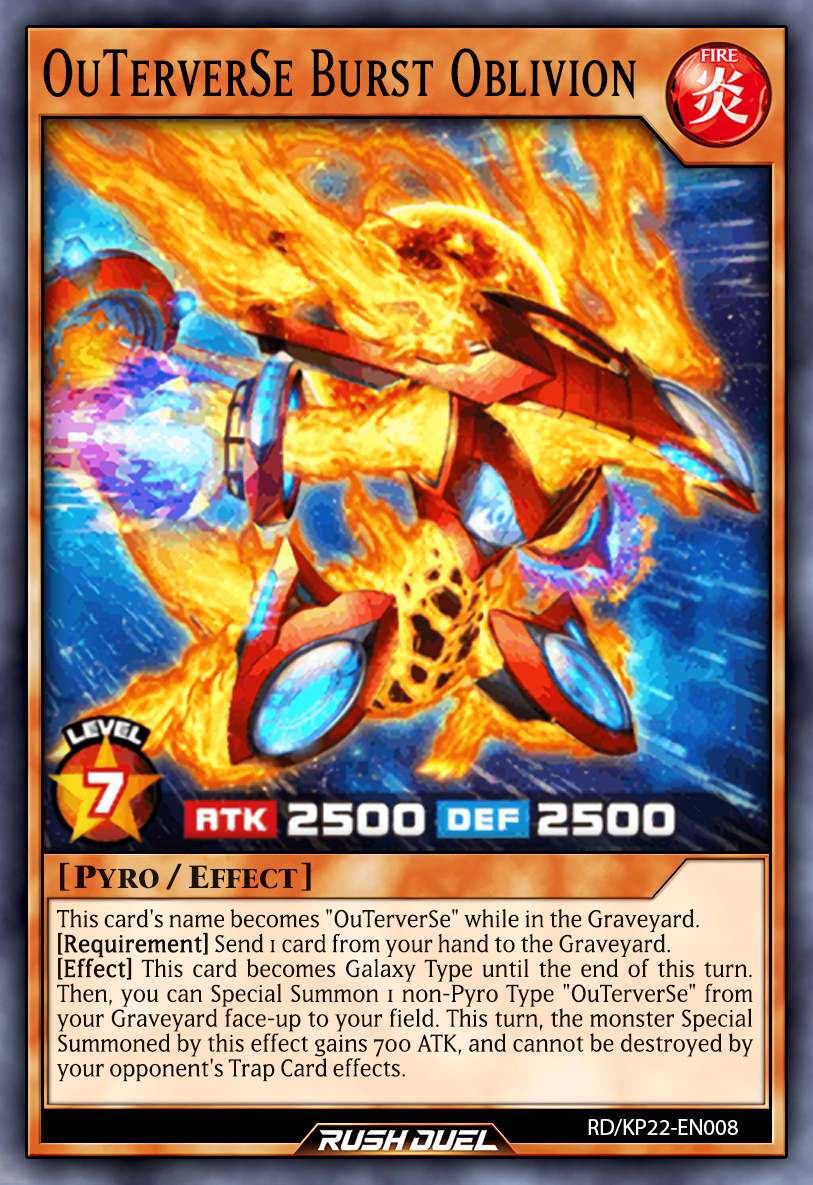 OuTerverSe Burst Oblivion
FIRE
炎
LEVEL
7
ATK 2500 DEF 2500
[Pyro / Effect]
This card's name becomes "OuTerverSe" while in the Graveyard.
[Requirement] Send 1 card from your hand to the Graveyard.
[Effect] This card becomes Galaxy Type until the end of this turn.
Then, you can Special Summon 1 non-Pyro Type "OuTerverSe" from
your Graveyard face-up to your field. This turn, the monster Special
Summoned by this effect gains 700 ATK, and cannot be destroyed by
your opponent's Trap Card effects.
RD/KP22-EN008
RUSH DUEL